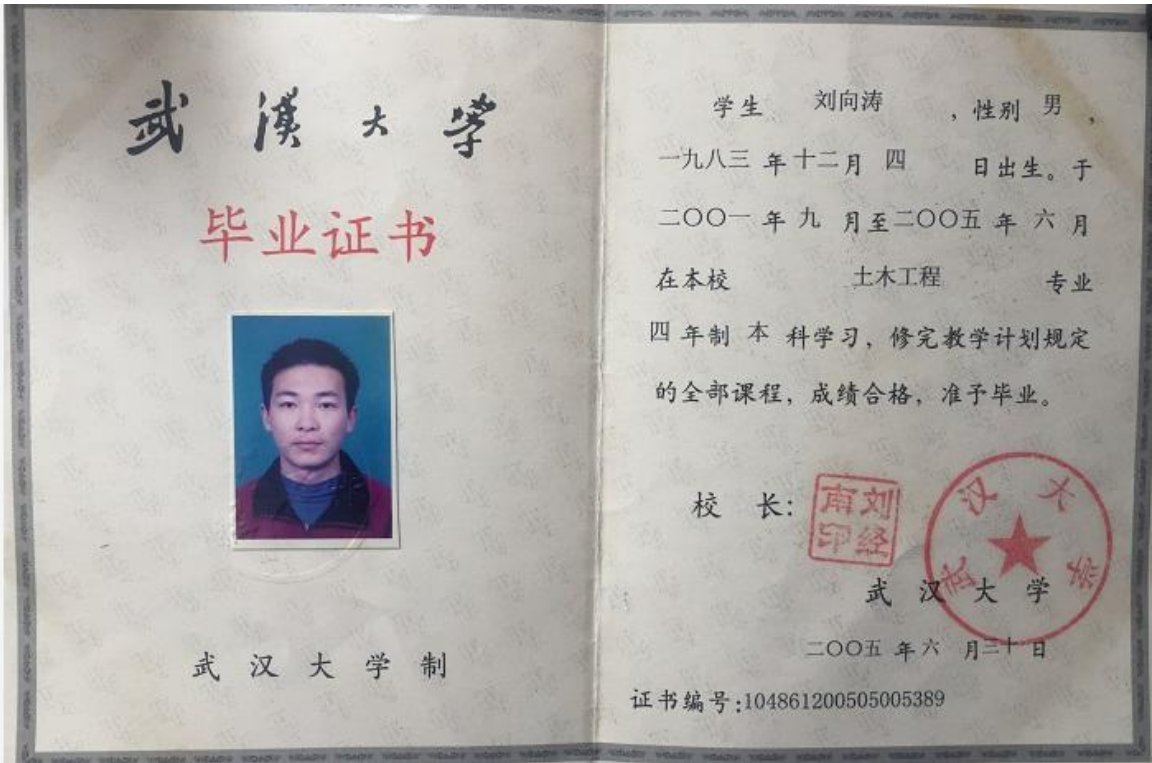 武漢大学
毕业证书
武汉大学制
学生 刘向涛 ，性别 男 ，
一九八三 年 十二月 四 日出生。于
二〇〇一 年 九 月至二〇〇五 年 六 月
在本校 土木工程 专业
四 年制 本 科学习，修完教学计划规定
的全部课程，成绩合格，准予毕业。
校 长：
刘经南印
武汉大学
武 汉 大 学
二〇〇五 年 六 月三十日
证书编号：104861200505005389